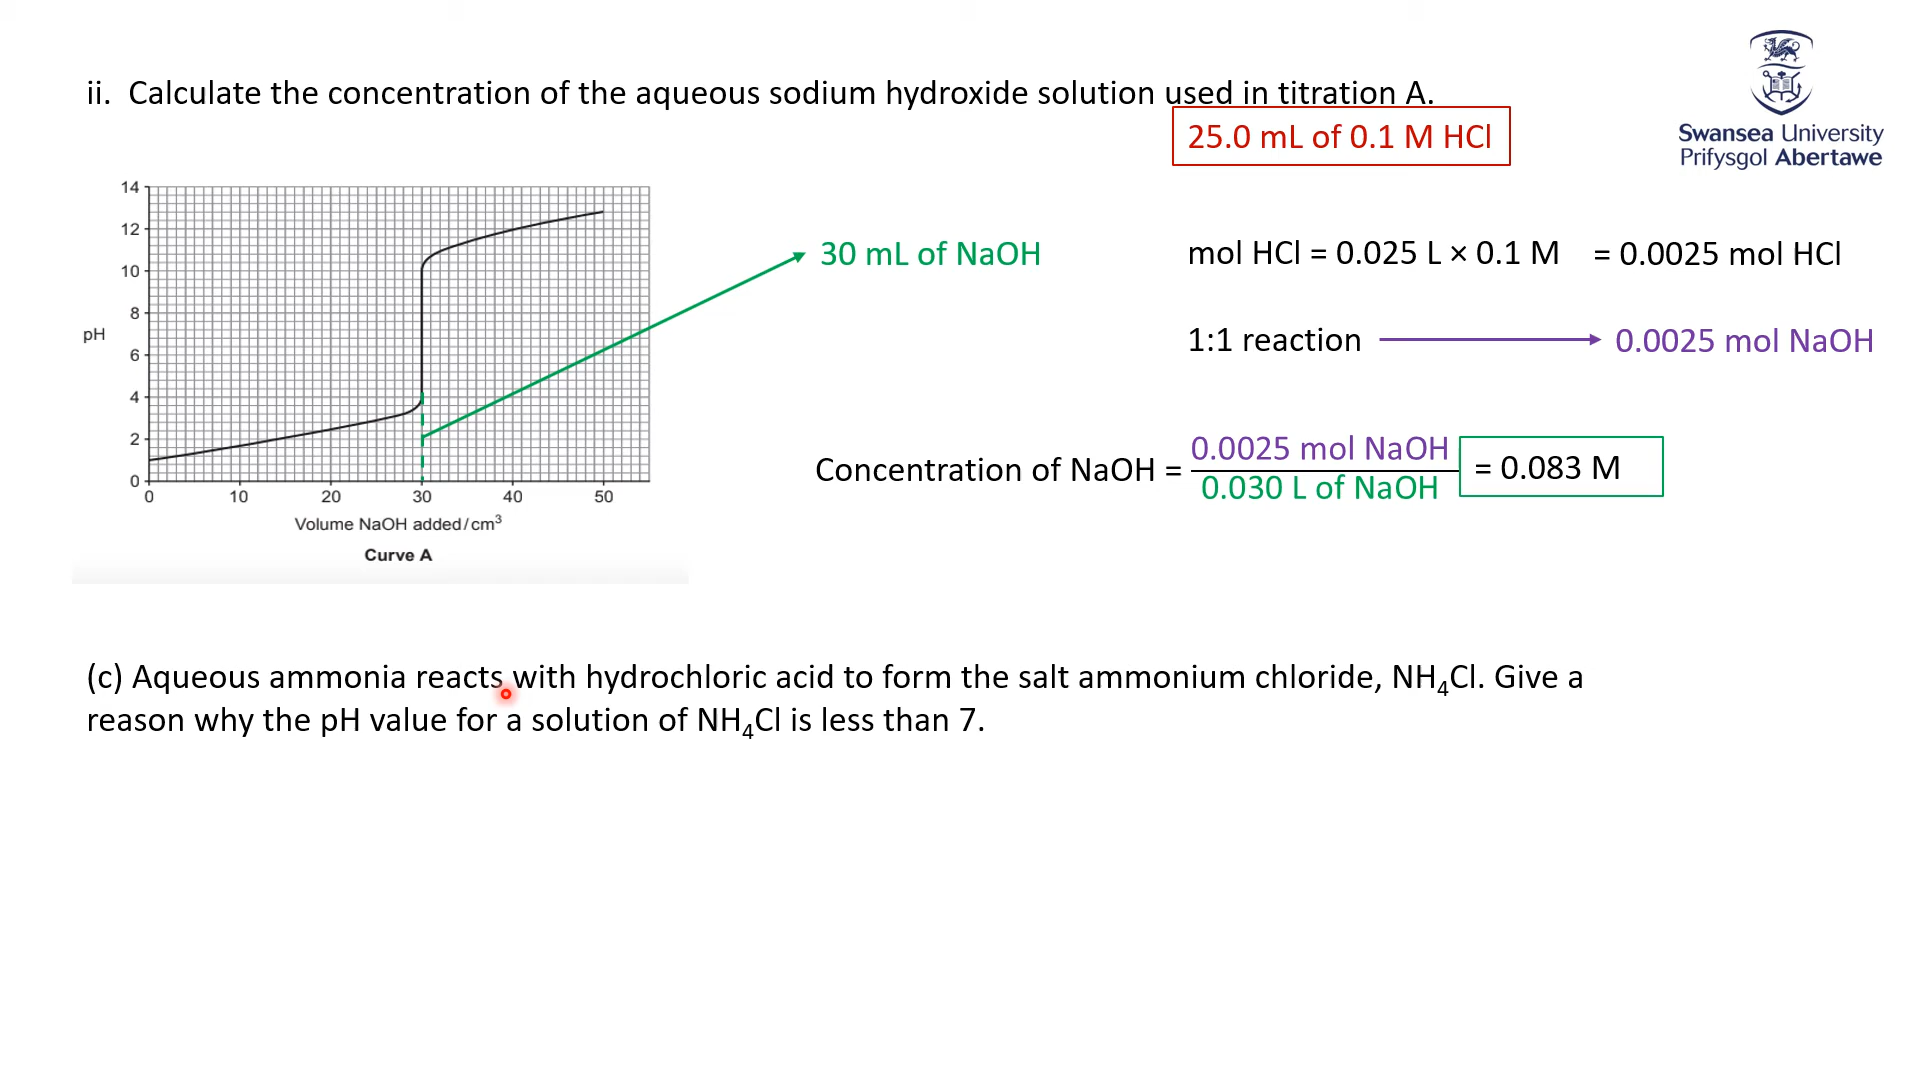 ii. Calculate the concentration of the aqueous sodium hydroxide solution used in titration A.
25.0 mL of 0.1 M HCl
Swansea University
Prifysgol Abertawe
14
12
10
8
6
4
2
0
pH
0 10 20 30 40 50
Volume NaOH added/cm³
Curve A
30 mL of NaOH
mol HCl = 0.025 L × 0.1 M = 0.0025 mol HCl
1:1 reaction 0.0025 mol NaOH
Concentration of NaOH =
0.0025 mol NaOH
0.030 L of NaOH
= 0.083 M
(c) Aqueous ammonia reacts with hydrochloric acid to form the salt ammonium chloride, NH₄Cl. Give a
reason why the pH value for a solution of NH₄Cl is less than 7.